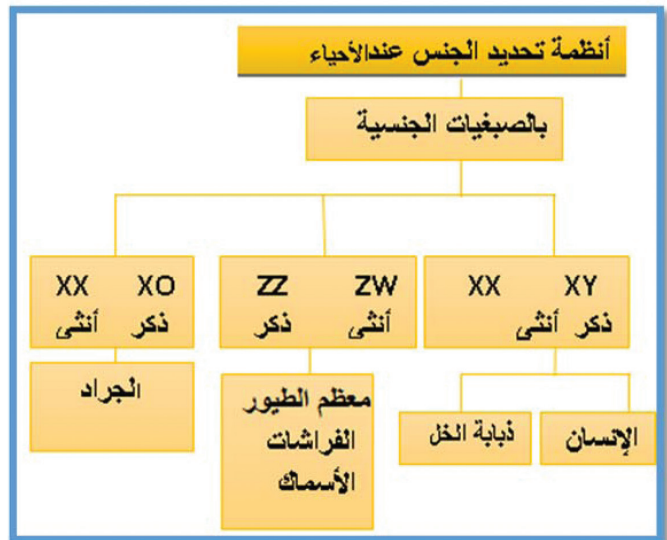 أنظمة تحديد الجنس عندالأحياء
بالصبغيات الجنسية
XX XY
ذكر أنثى
ZZ ZW
أنثى ذكر
XX XO
ذكر أنثى
الإنسان
ذبابة الخل
معظم الطيور
الفراشات
الأسماك
الجراد